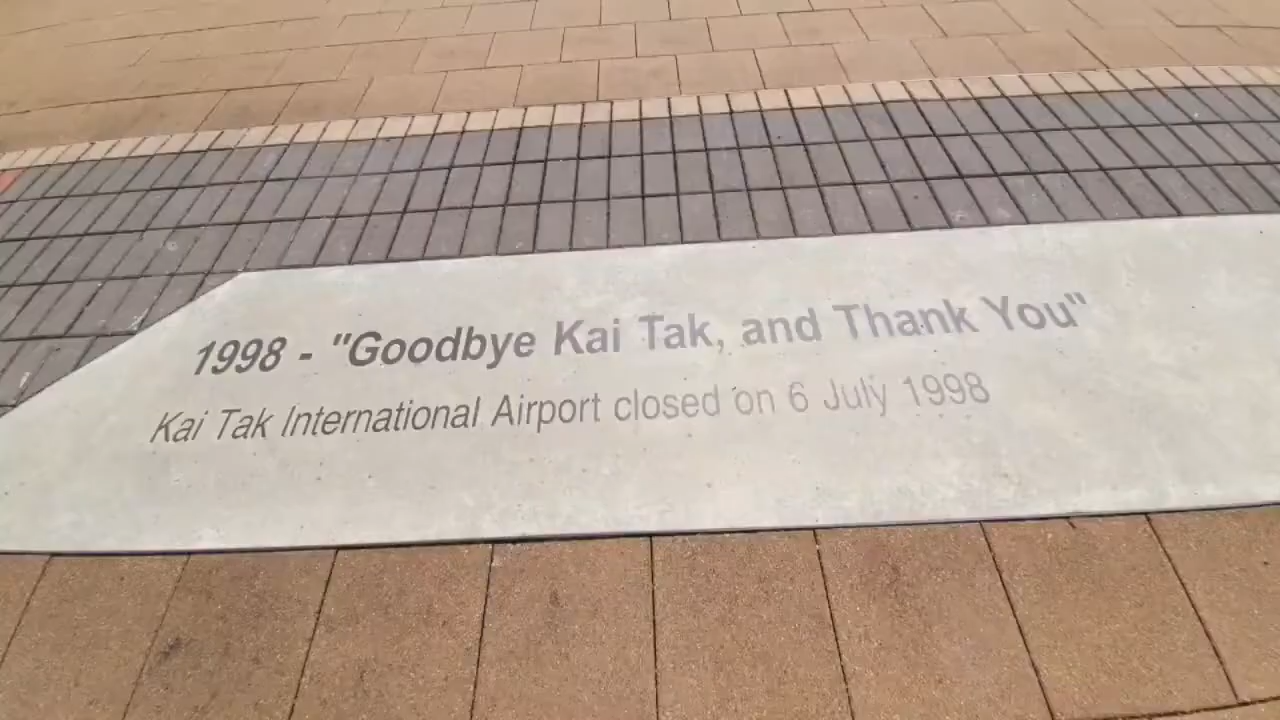 1998 - "Goodbye Kai Tak, and Thank You"
Kai Tak International Airport closed on 6 July 1998